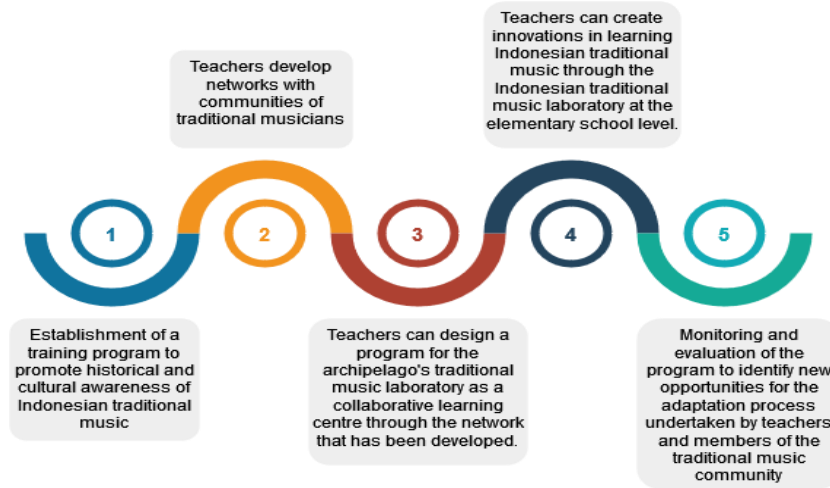 Teachers develop
networks with
communities of
traditional musicians
Teachers can create
innovations in learning
Indonesian traditional
music through the
Indonesian traditional
music laboratory at the
elementary school level.
1
2
3
4
5
Establishment of a
training program to
promote historical and
cultural awareness of
Indonesian traditional
music
Teachers can design a
program for the
archipelago's traditional
music laboratory as a
collaborative learning
centre through the network
that has been developed.
Monitoring and
evaluation of the
program to identify new
opportunities for the
adaptation process
undertaken by teachers
and members of the
traditional music
community